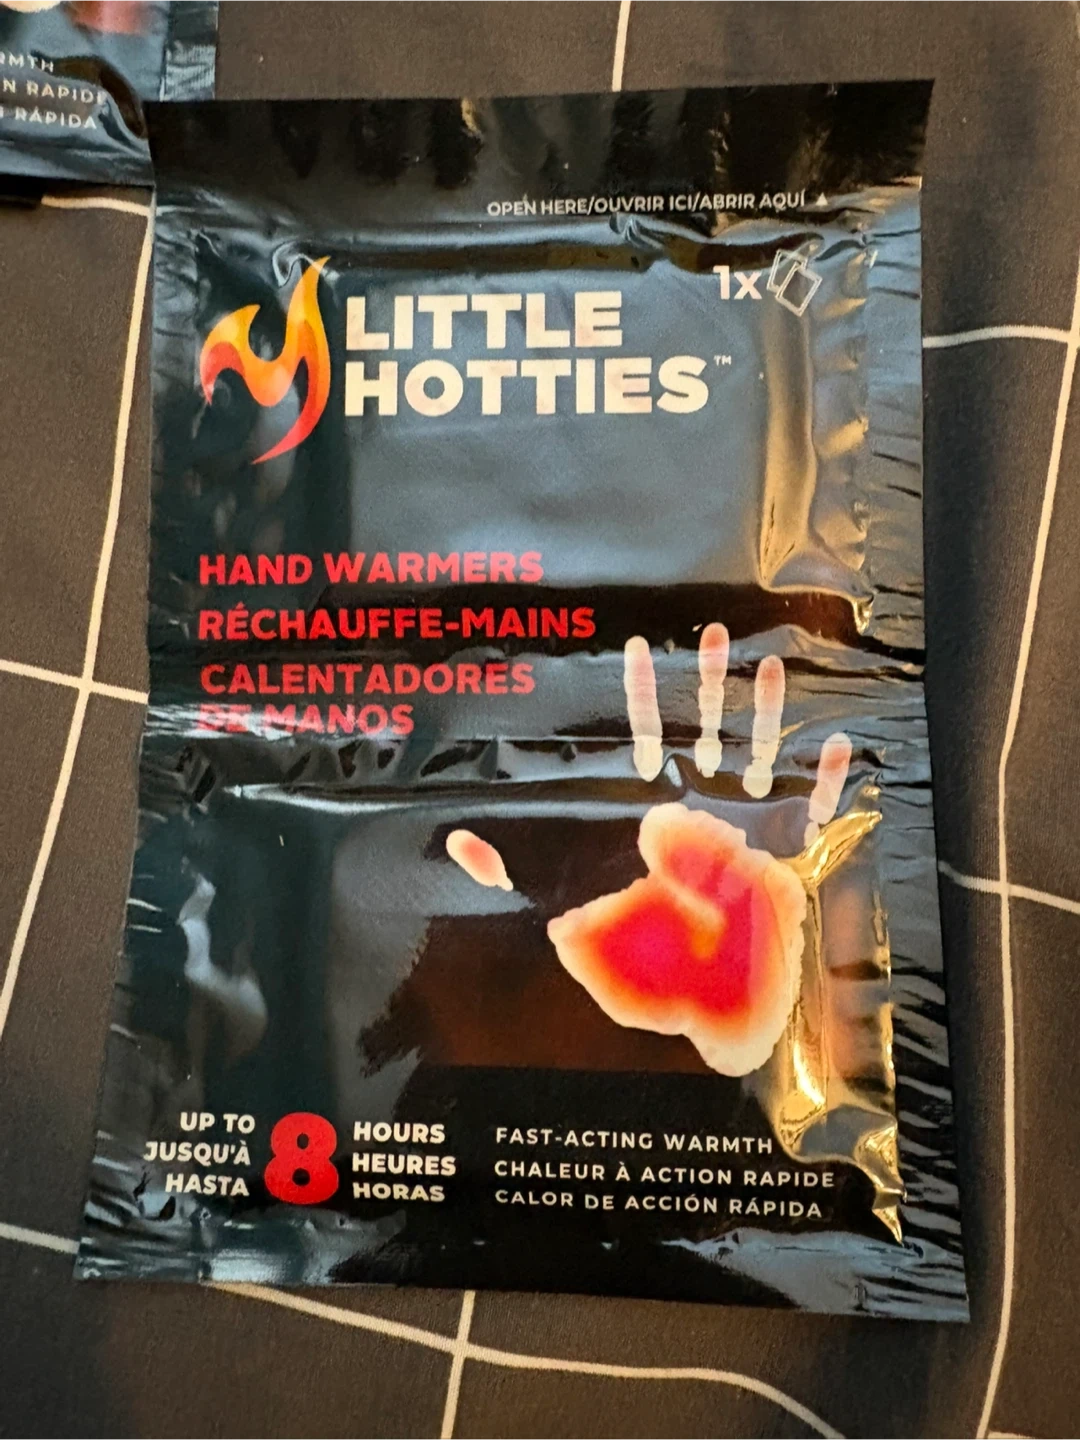 N RAPIDE
RÁPIDA
OPEN HERE/OUVRIR ICI/ABRIR AQUÍ ▲
1x
LITTLE
HOTTIES™
HAND WARMERS
RÉCHAUFFE-MAINS
CALENTADORES
DE MANOS
UP TO
JUSQU'À
HASTA
8
HOURS
HEURES
HORAS
FAST-ACTING WARMTH
CHALEUR À ACTION RAPIDE
CALOR DE ACCIÓN RÁPIDA